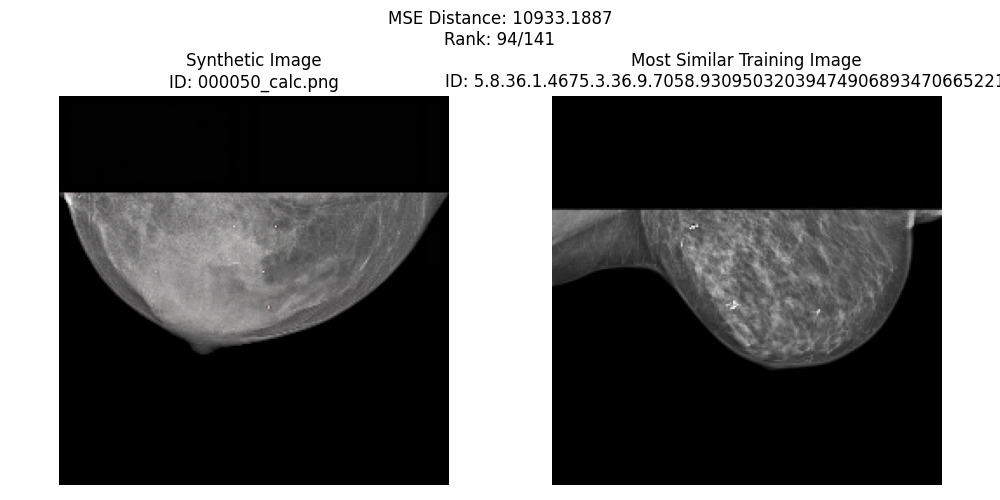 MSE Distance: 10933.1887
Rank: 94/141
Synthetic Image
ID: 000050_calc.png
Most Similar Training Image
ID: 5.8.36.1.4675.3.36.9.7058.93095032039474906893470665221